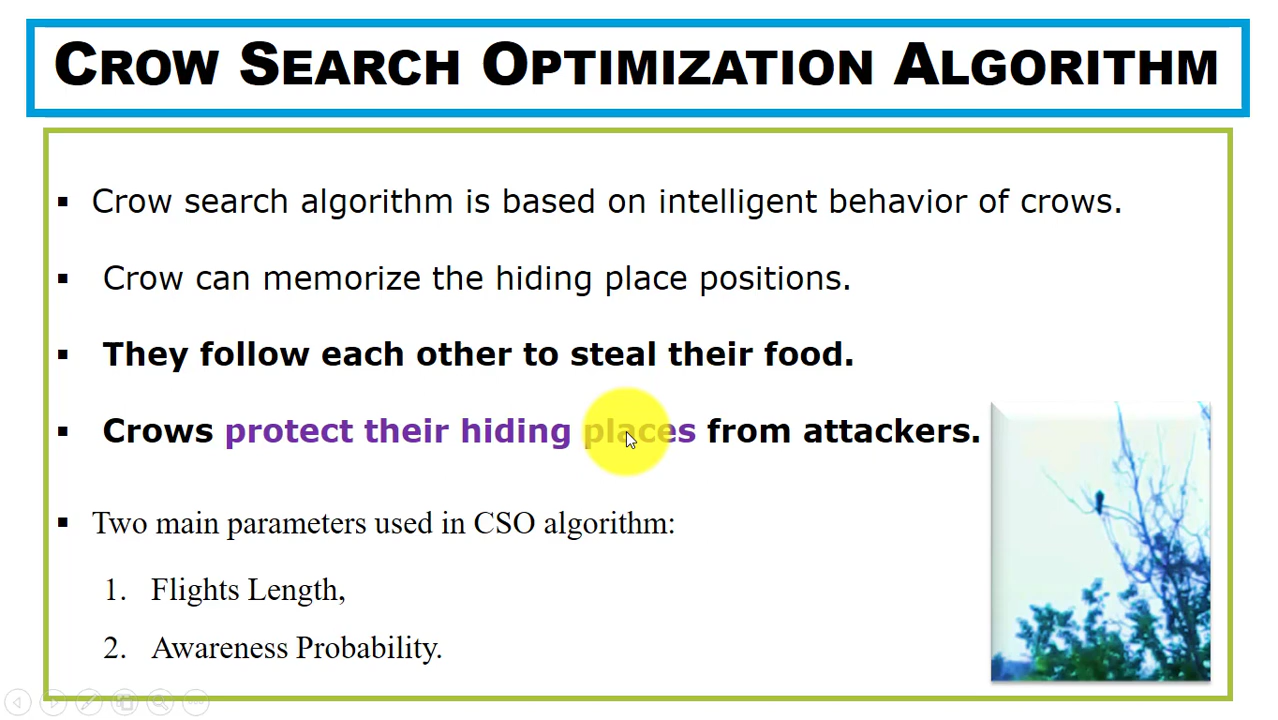 CROW SEARCH OPTIMIZATION ALGORITHM
▪ Crow search algorithm is based on intelligent behavior of crows.
▪ Crow can memorize the hiding place positions.
▪ They follow each other to steal their food.
▪ Crows protect their hiding places from attackers.
▪ Two main parameters used in CSO algorithm:
1. Flights Length,
2. Awareness Probability.